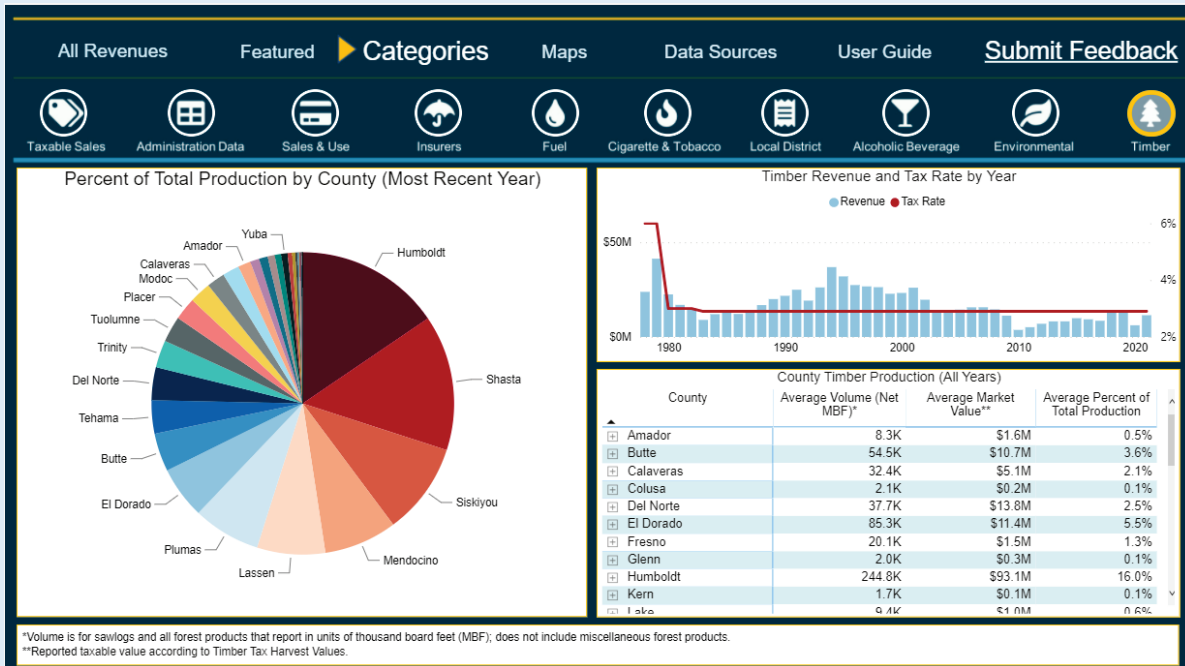 All Revenues Featured Categories Maps Data Sources User Guide Submit Feedback
Taxable Sales Administration Data Sales & Use Insurers Fuel Cigarette & Tobacco Local District Alcoholic Beverage Environmental Timber
Percent of Total Production by County (Most Recent Year)
Yuba
Amador
Calaveras
Modoc
Placer
Tuolumne
Trinity
Del Norte
Tehama
Butte
El Dorado
Plumas
Lassen
Humboldt
Shasta
Siskiyou
Mendocino
Timber Revenue and Tax Rate by Year
Revenue Tax Rate
$50M
$0M
6%
4%
2%
1980 1990 2000 2010 2020
County Timber Production (All Years)
County Average Volume (Net Average Market Average Percent of
MBF)* Value** Total Production
Amador 8.3K $1.6M 0.5%
Butte 54.5K $10.7M 3.6%
Calaveras 32.4K $5.1M 2.1%
Colusa 2.1K $0.2M 0.1%
Del Norte 37.7K $13.8M 2.5%
El Dorado 85.3K $11.4M 5.5%
Fresno 20.1K $1.5M 1.3%
Glenn 2.0K $0.3M 0.1%
Humboldt 244.8K $93.1M 16.0%
Kern 1.7K $0.1M 0.1%
Lake 9.4K $1.0M 0.6%
*Volume is for sawlogs and all forest products that report in units of thousand board feet (MBF); does not include miscellaneous forest products.
**Reported taxable value according to Timber Tax Harvest Values.